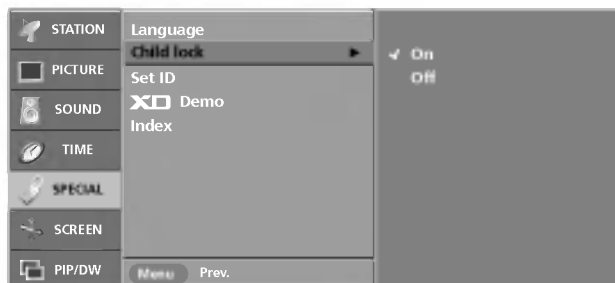 STATION
PICTURE
SOUND
TIME
SPECIAL
SCREEN
PIP/DW
Language
Child lock
Set ID
XD Demo
Index
Menu Prev.
On
Off